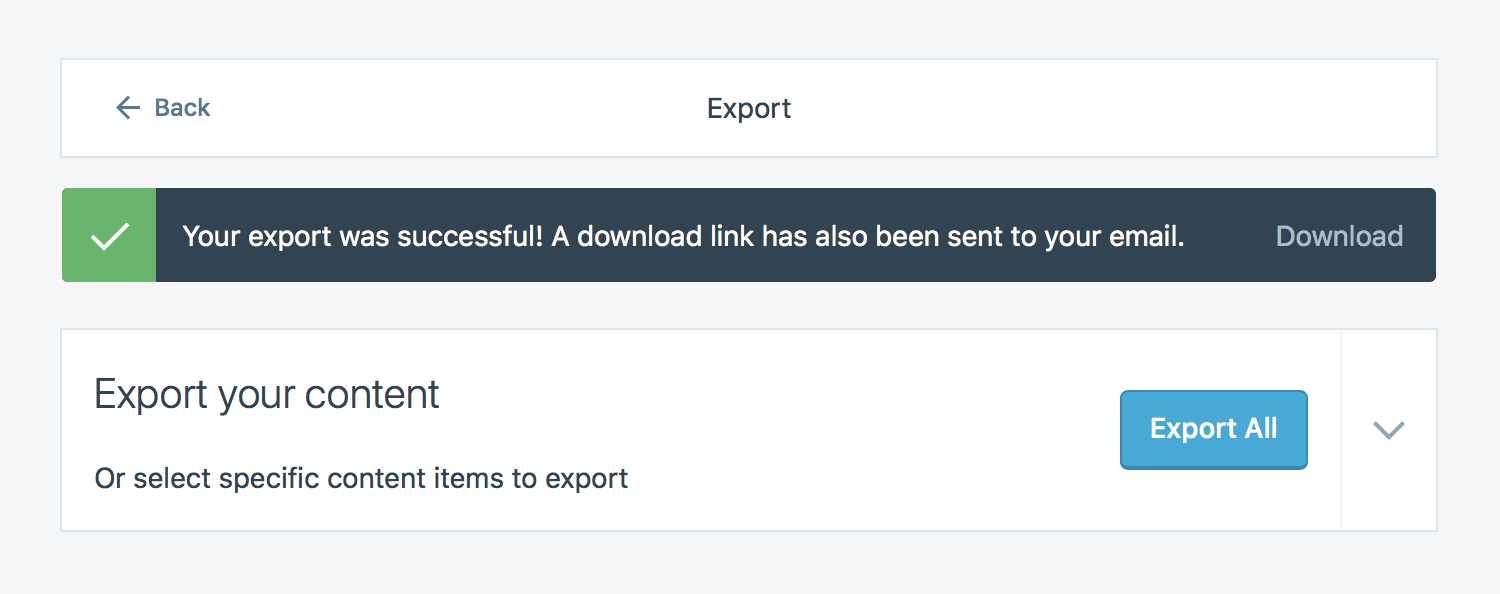 Back
Export
Your export was successful! A download link has also been sent to your email.
Download
Export your content
Export All
Or select specific content items to export